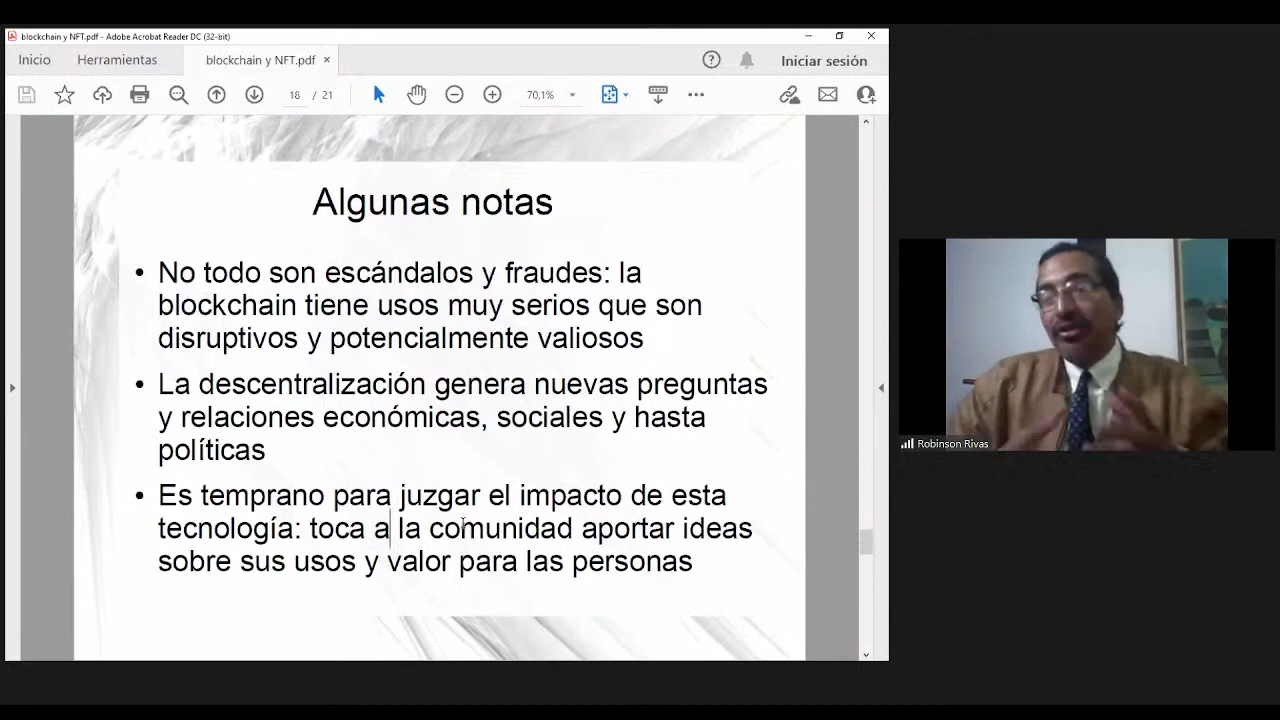 blockchain y NFT.pdf - Adobe Acrobat Reader DC (32-bit)
Inicio
Herramientas
blockchain y NFT.pdf ×
Iniciar sesión
18 / 21
70,1%
Algunas notas
• No todo son escándalos y fraudes: la
blockchain tiene usos muy serios que son
disruptivos y potencialmente valiosos
• La descentralización genera nuevas preguntas
y relaciones económicas, sociales y hasta
políticas
• Es temprano para juzgar el impacto de esta
tecnología: toca a la comunidad aportar ideas
sobre sus usos y valor para las personas
Robinson Rivas